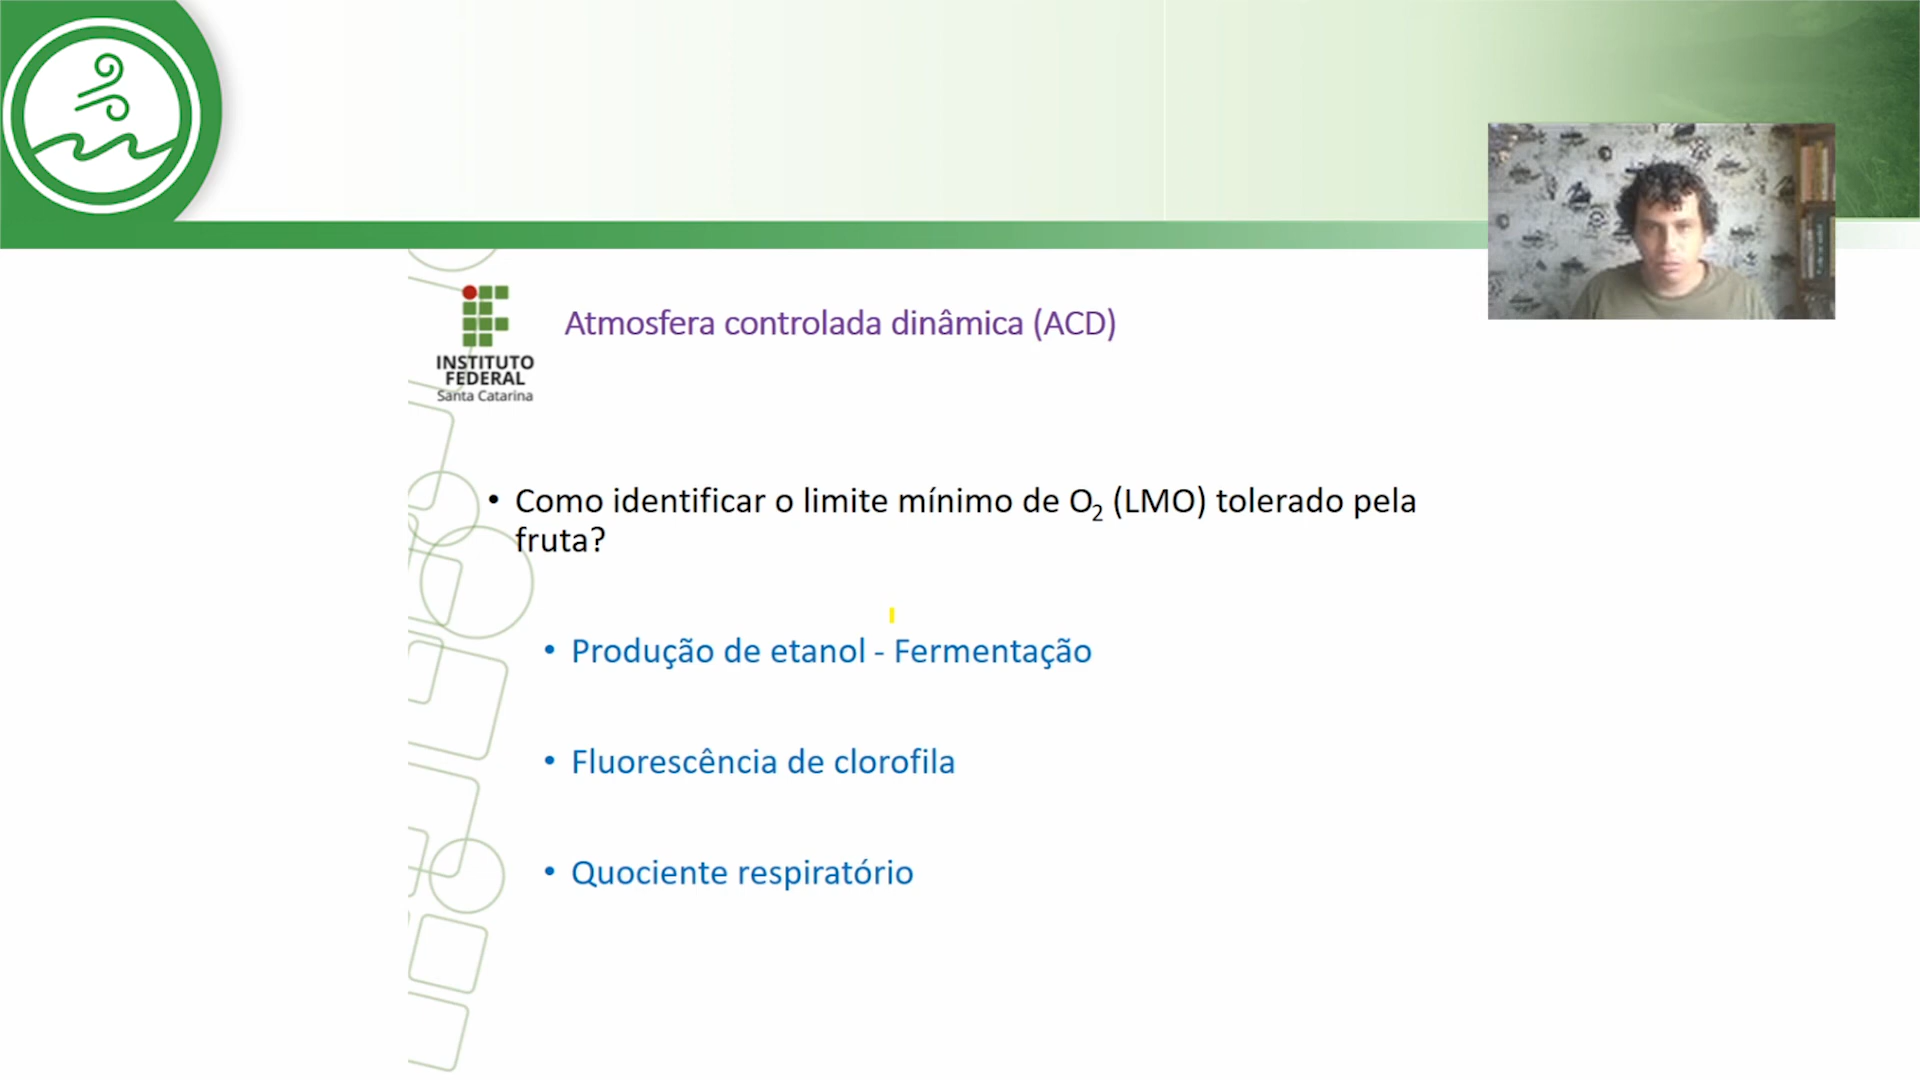 INSTITUTO
FEDERAL
Santa Catarina
Atmosfera controlada dinâmica (ACD)
• Como identificar o limite mínimo de O₂ (LMO) tolerado pela
fruta?
• Produção de etanol - Fermentação
• Fluorescência de clorofila
• Quociente respiratório